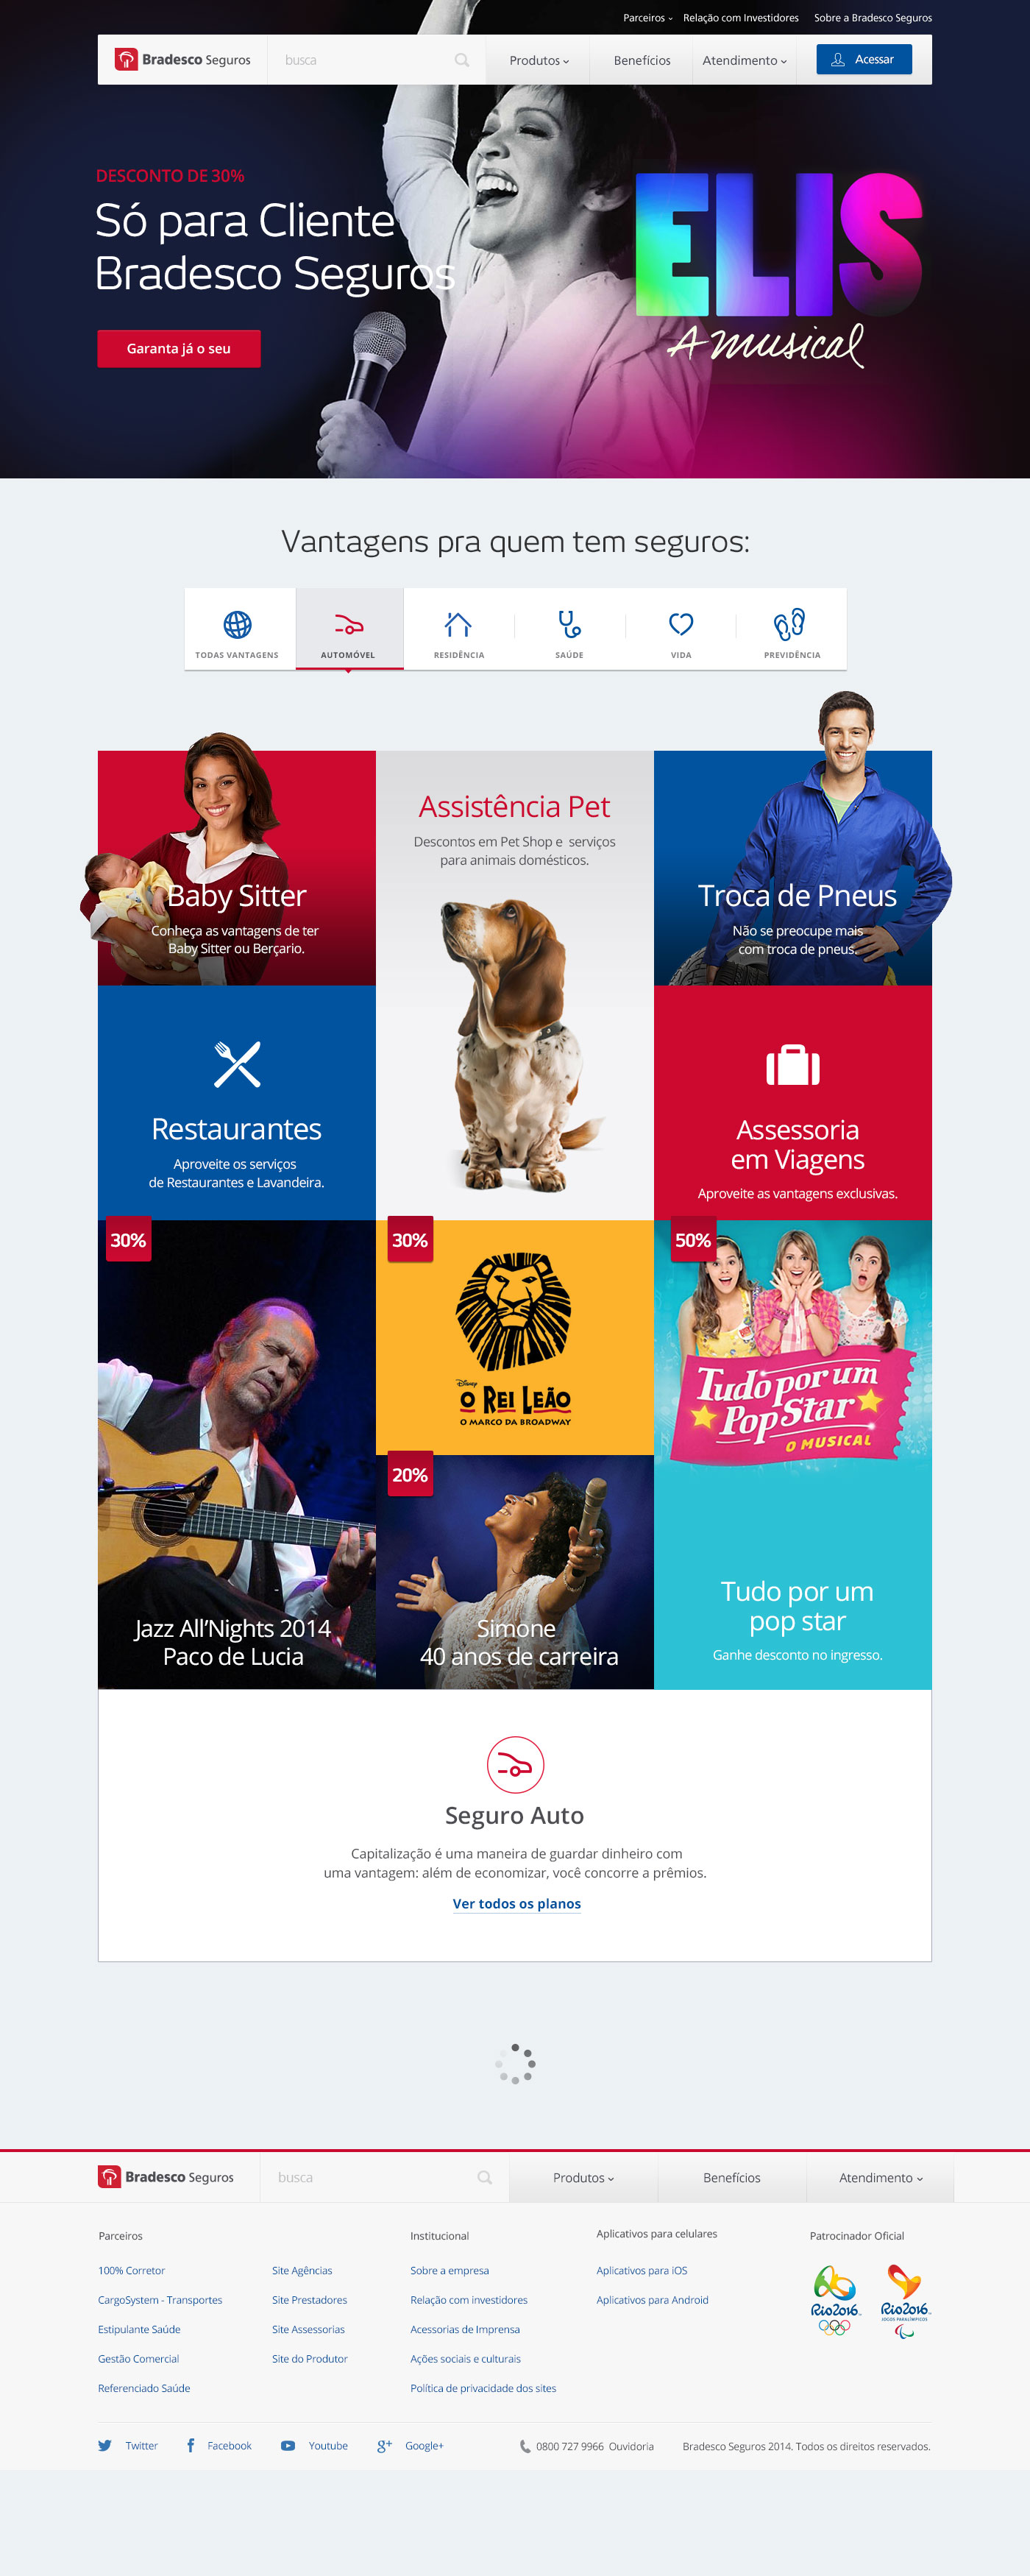 Parceiros
Relação com Investidores
Sobre a Bradesco Seguros
Bradesco Seguros
busca
Produtos
Benefícios
Atendimento
Acessar
DESCONTO DE 30%
Só para Cliente
Bradesco Seguros
Garanta já o seu
ELIS
A musical
Vantagens pra quem tem seguros:
TODAS VANTAGENS
AUTOMÓVEL
RESIDÊNCIA
SAÚDE
VIDA
PREVIDÊNCIA
Baby Sitter
Conheça as vantagens de ter
Baby Sitter ou Berçario.
Assistência Pet
Descontos em Pet Shop e serviços
para animais domésticos.
Troca de Pneus
Não se preocupe mais
com troca de pneus.
Restaurantes
Aproveite os serviços
de Restaurantes e Lavandeira.
Assessoria
em Viagens
Aproveite as vantagens exclusivas.
30%
Jazz All'Nights 2014
Paco de Lucia
30%
Disney
O REI LEÃO
O MARCO DA BROADWAY
20%
Simone
40 anos de carreira
50%
Tudo por um
Pop Star
O MUSICAL
Tudo por um
pop star
Ganhe desconto no ingresso.
Seguro Auto
Capitalização é uma maneira de guardar dinheiro com
uma vantagem: além de economizar, você concorre a prêmios.
Ver todos os planos
Bradesco Seguros
busca
Produtos
Benefícios
Atendimento
Parceiros
100% Corretor
CargoSystem - Transportes
Estipulante Saúde
Gestão Comercial
Referenciado Saúde
Site Agências
Site Prestadores
Site Assessorias
Site do Produtor
Institucional
Sobre a empresa
Relação com investidores
Acessorias de Imprensa
Ações sociais e culturais
Política de privacidade dos sites
Aplicativos para celulares
Aplicativos para iOS
Aplicativos para Android
Patrocinador Oficial
Rio2016
Rio2016
JOGOS PARALÍMPICOS
Twitter
Facebook
Youtube
Google+
0800 727 9966 Ouvidoria
Bradesco Seguros 2014. Todos os direitos reservados.